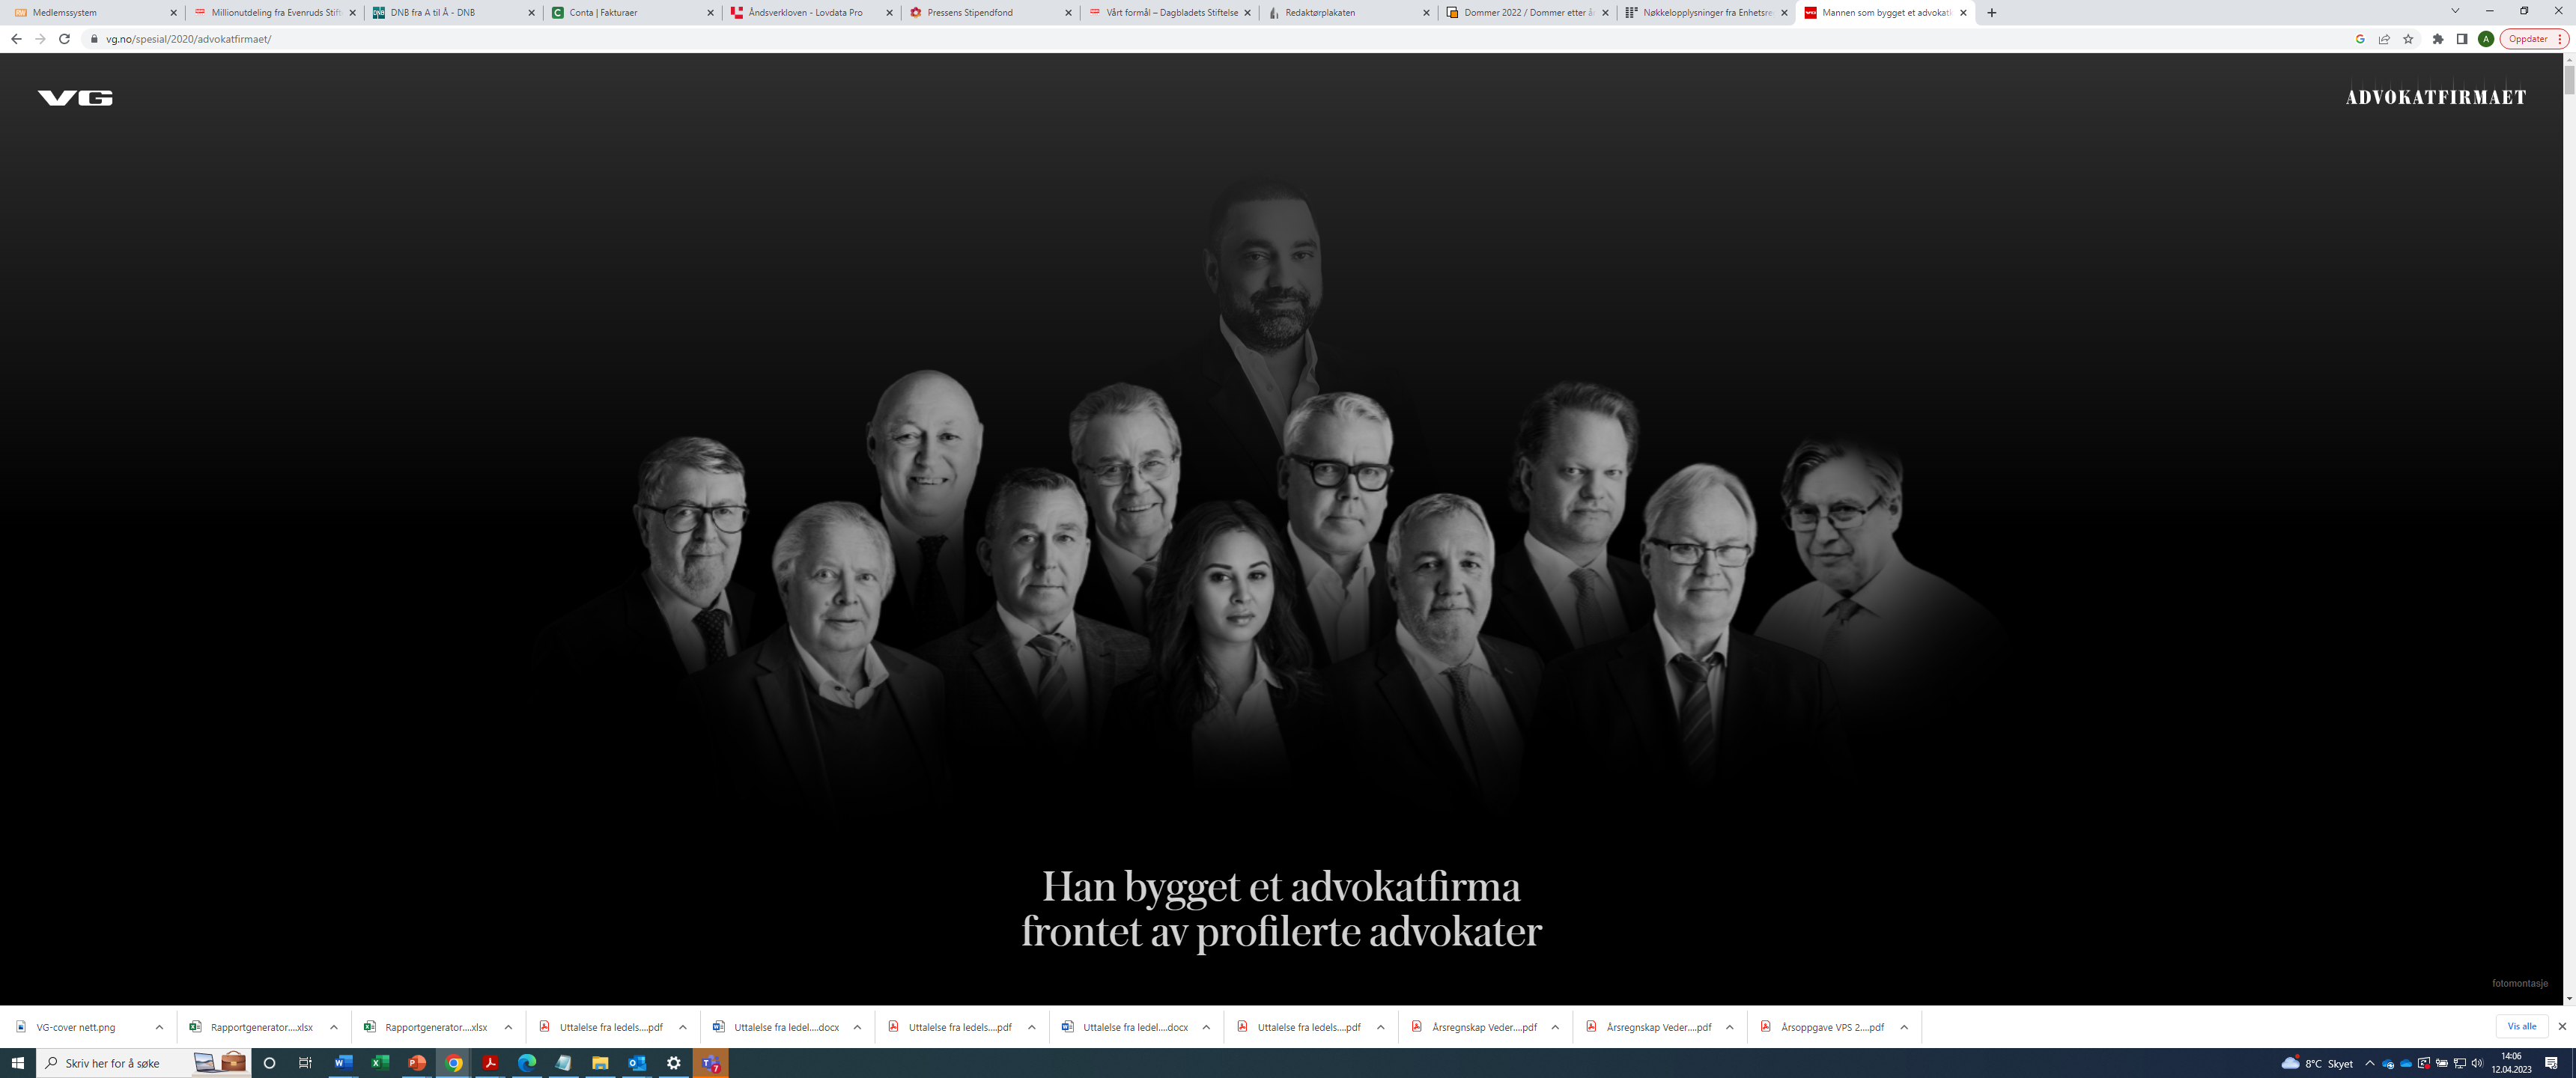 Medlemssystem
Millionutdeling fra Evenruds Stift
DNB fra A til Å - DNB
Conta | Fakturaer
Åndsverkloven - Lovdata Pro
Pressens Stipendfond
Vårt formål – Dagbladets Stiftelse
Redaktørplakaten
Dommer 2022 / Dommer etter å
Nøkkelopplysninger fra Enhetsre
Mannen som bygget et advokatfi
vg.no/spesial/2020/advokatfirmaet/
A
Oppdater
VG
ADVOKATFIRMAET
Han bygget et advokatfirma
frontet av profilerte advokater
fotomontasje
VG-cover nett.png
Rapportgenerator....xlsx
Rapportgenerator....xlsx
Uttalelse fra ledels....pdf
Uttalelse fra ledel....docx
Uttalelse fra ledels....pdf
Uttalelse fra ledel....docx
Uttalelse fra ledels....pdf
Årsregnskap Veder....pdf
Årsregnskap Veder....pdf
Årsoppgave VPS 2....pdf
Vis alle
Skriv her for å søke
7
8°C Skyet
14:06
12.04.2023